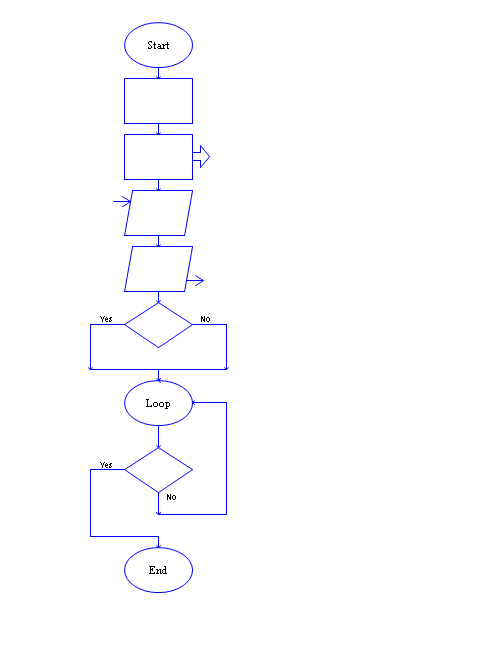 Start
Yes
No
Loop
Yes
No
End